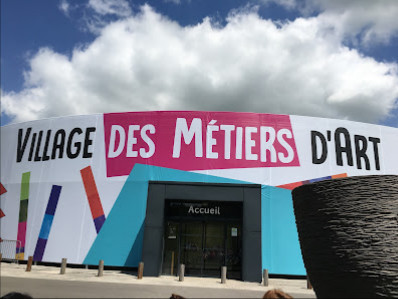 Village des Métiers d'Art
Accueil